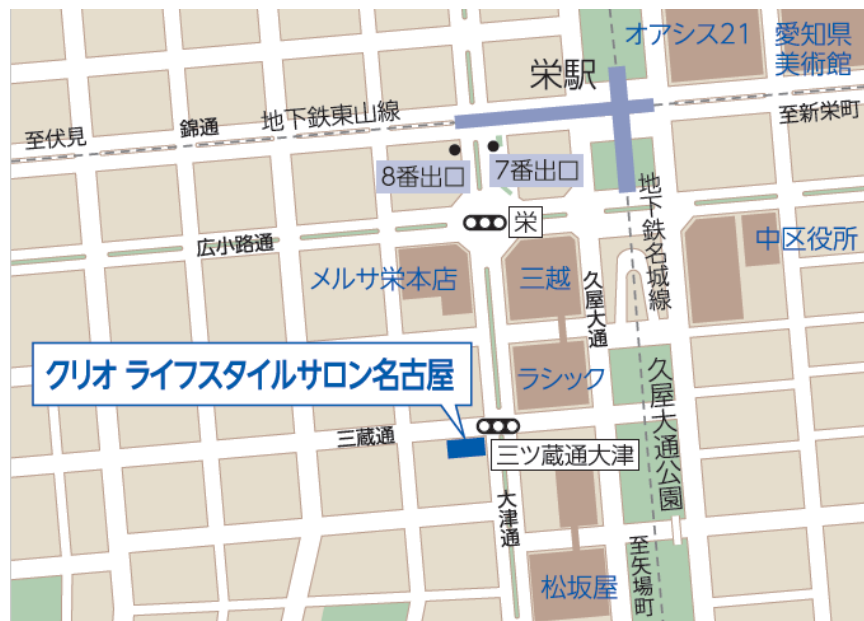 オアシス21
愛知県
美術館
栄駅
至新栄町
地下鉄東山線
錦通
至伏見
8番出口
7番出口
地下鉄名城線
栄
広小路通
中区役所
メルサ栄本店
三越
久屋大通
クリオ ライフスタイルサロン名古屋
ラシック
久屋大通公園
三蔵通
三ツ蔵通大津
大津通
至矢場町
松坂屋